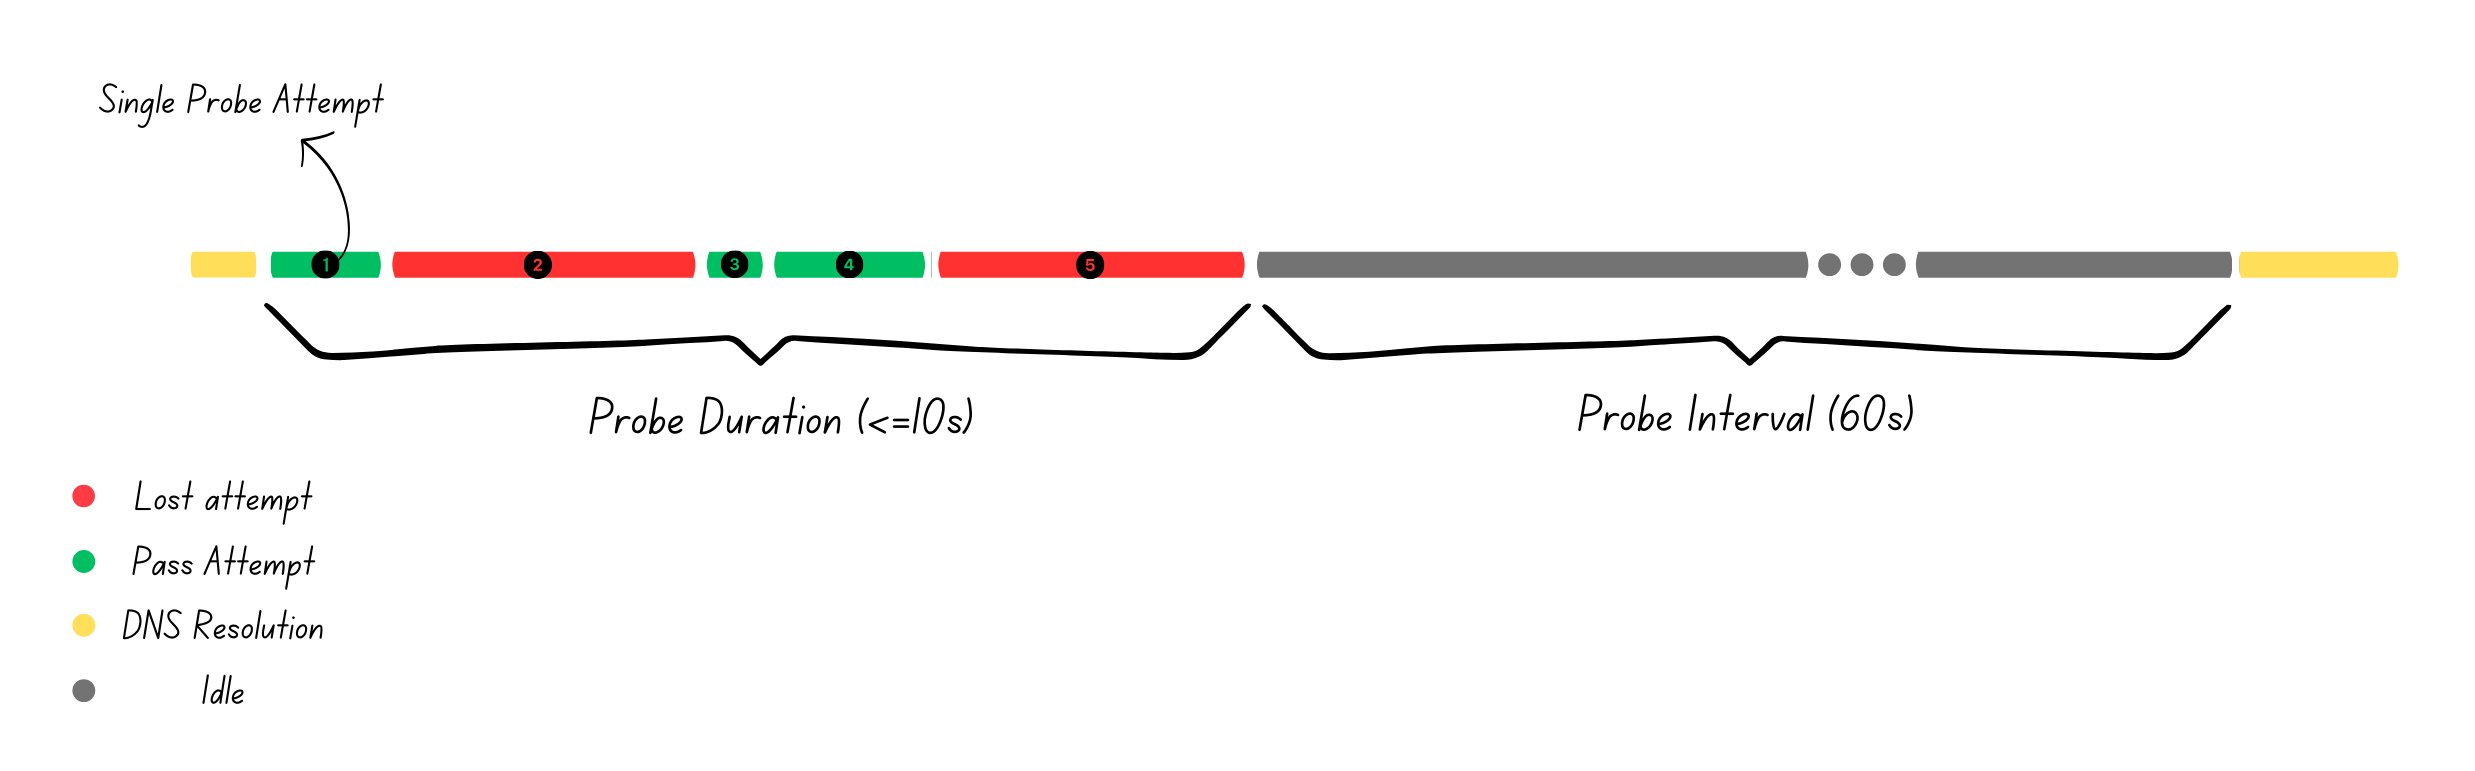 Single Probe Attempt
1 2 3 4 5
Probe Duration (<=10s)
Probe Interval (60s)
Lost attempt
Pass Attempt
DNS Resolution
Idle